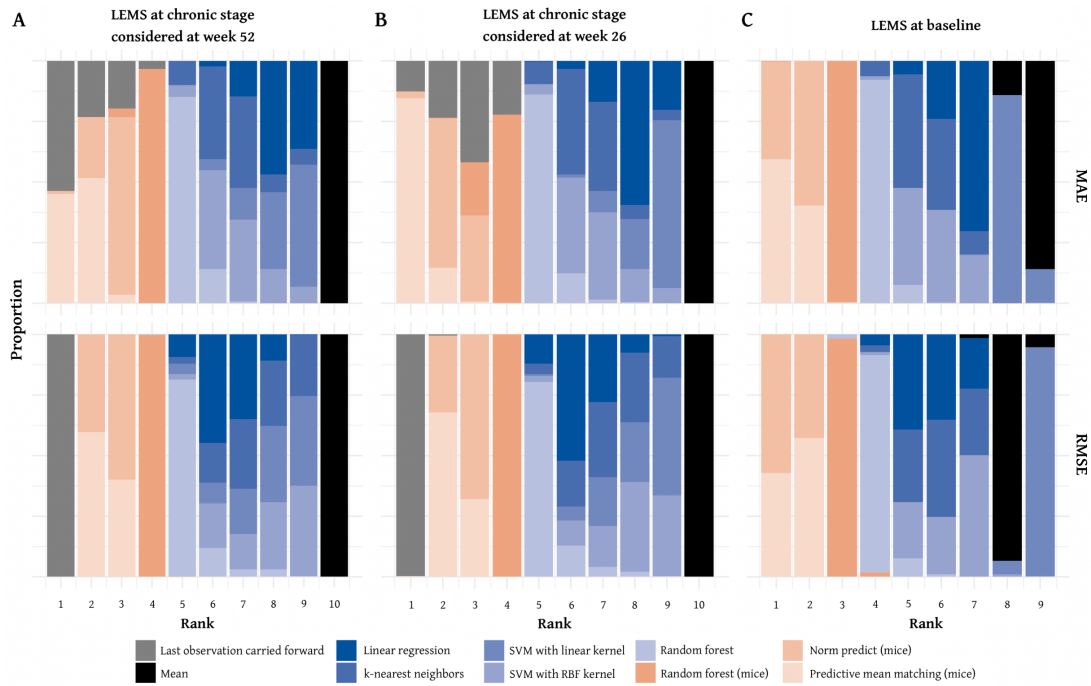 A
LEMS at chronic stage
considered at week 52
B
LEMS at chronic stage
considered at week 26
C
LEMS at baseline
Proportion
MAE
RMSE
1 2 3 4 5 6 7 8 9 10
1 2 3 4 5 6 7 8 9 10
1 2 3 4 5 6 7 8 9
Rank
Rank
Rank
Last observation carried forward
Linear regression
SVM with linear kernel
Random forest
Norm predict (mice)
Mean
k-nearest neighbors
SVM with RBF kernel
Random forest (mice)
Predictive mean matching (mice)